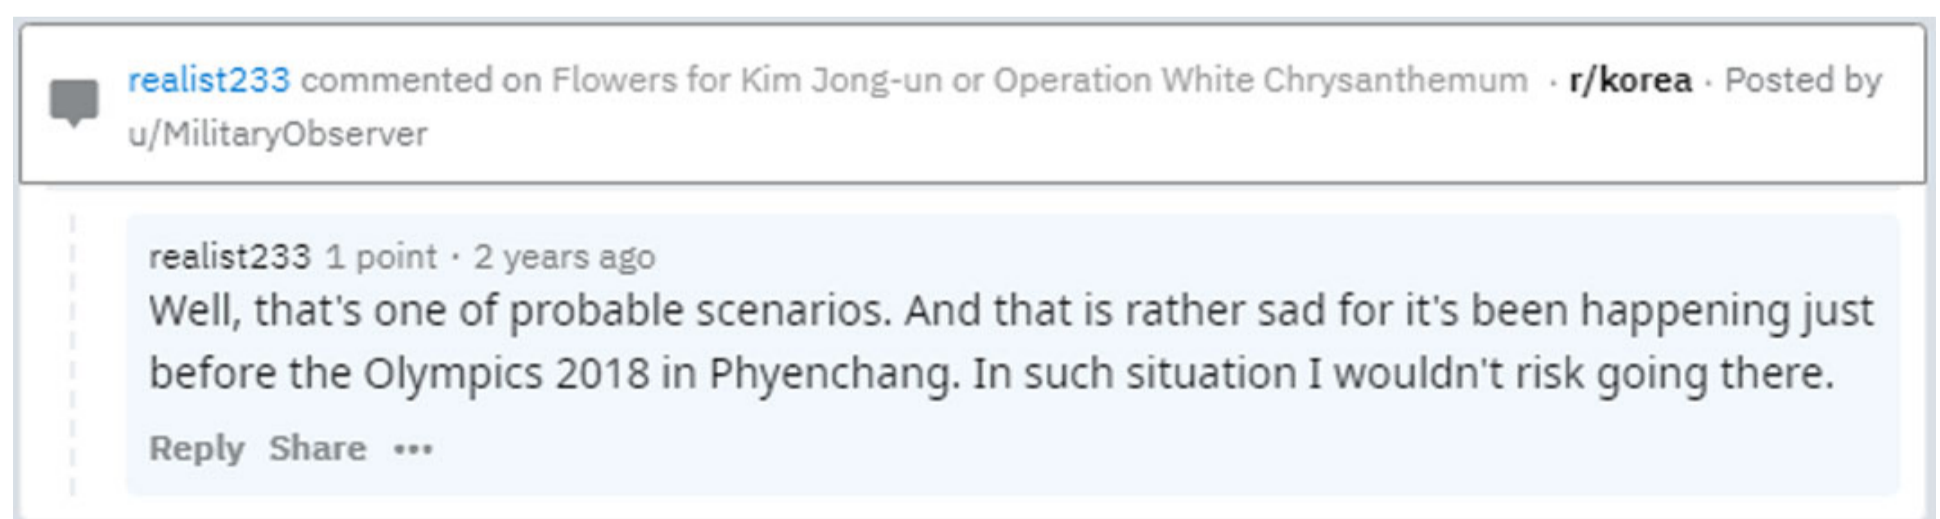 realist233 commented on Flowers for Kim Jong-un or Operation White Chrysanthemum · r/korea · Posted by
u/MilitaryObserver
realist233 1 point · 2 years ago
Well, that's one of probable scenarios. And that is rather sad for it's been happening just
before the Olympics 2018 in Phyenchang. In such situation I wouldn't risk going there.
Reply Share •••